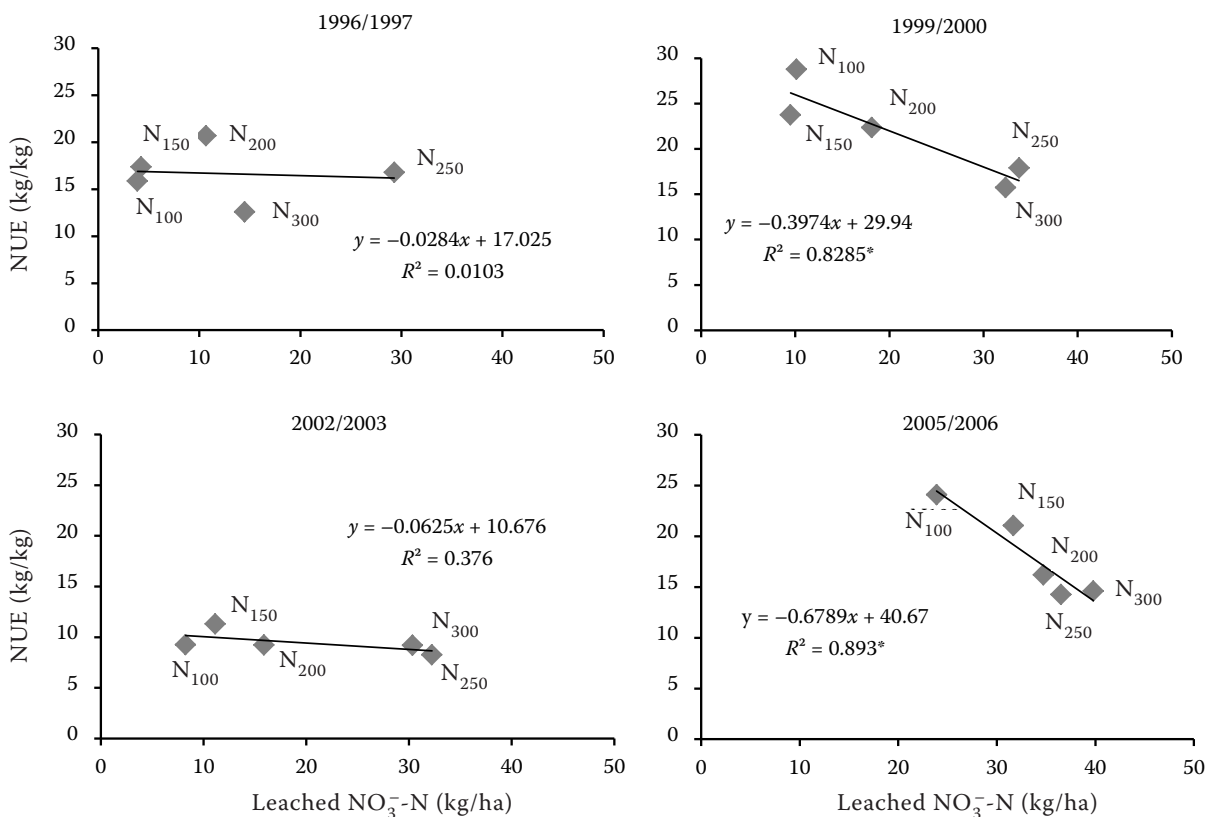 1996/1997
NUE (kg/kg)
30
25
20
15
10
5
0
N₁₅₀
N₂₀₀
N₂₅₀
N₁₀₀
N₃₀₀
y = −0.0284x + 17.025
R² = 0.0103
0 10 20 30 40 50
1999/2000
30
25
20
15
10
5
0
N₁₀₀
N₂₀₀
N₁₅₀
N₂₅₀
N₃₀₀
y = −0.3974x + 29.94
R² = 0.8285*
0 10 20 30 40 50
2002/2003
NUE (kg/kg)
30
25
20
15
10
5
0
y = −0.0625x + 10.676
R² = 0.376
N₁₅₀
N₃₀₀
N₁₀₀
N₂₀₀
N₂₅₀
0 10 20 30 40 50
Leached NO₃⁻-N (kg/ha)
2005/2006
30
25
20
15
10
5
0
N₁₅₀
N₁₀₀
N₂₀₀
N₃₀₀
N₂₅₀
y = −0.6789x + 40.67
R² = 0.893*
0 10 20 30 40 50
Leached NO₃⁻-N (kg/ha)